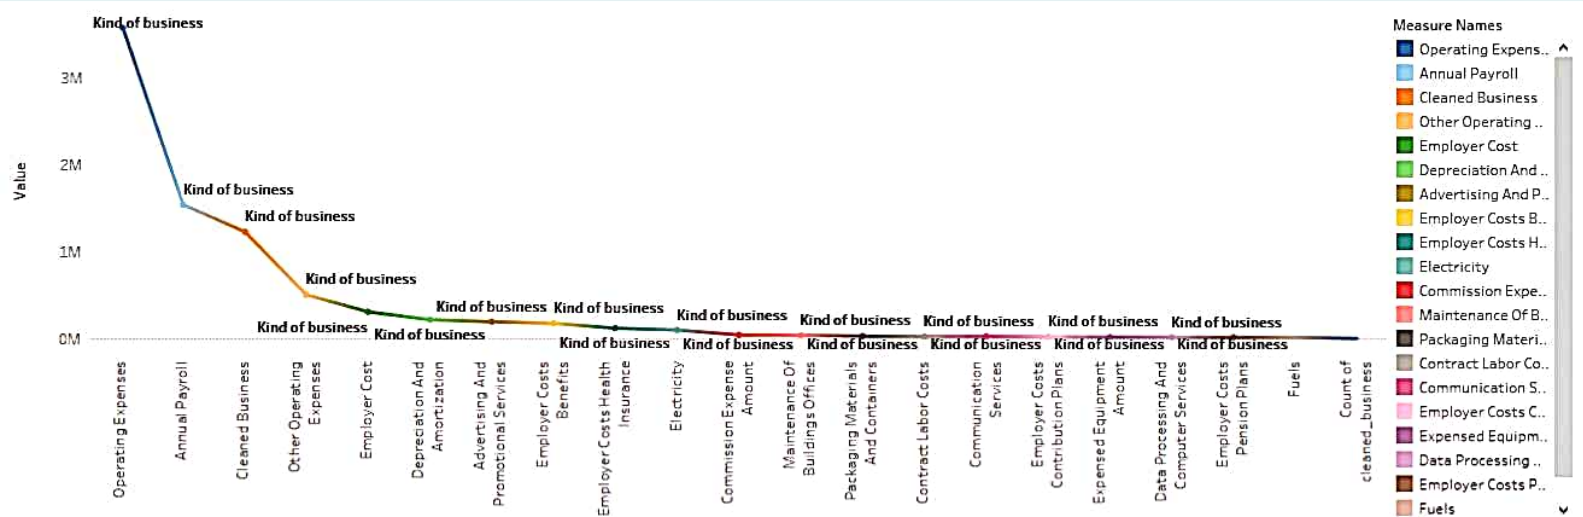 Kind of business
Measure Names
Operating Expens..
3M
Annual Payroll
Cleaned Business
Other Operating ..
Employer Cost
2M
Depreciation And ..
Value
Kind of business
Advertising And P..
Kind of business
Employer Costs B..
Employer Costs H..
1M
Electricity
Kind of business
Commission Expe..
Kind of business
Kind of business
Kind of business
Kind of business
Kind of business
Kind of business
Kind of business
Maintenance Of B..
Kind of business
Kind of business
0M
Packaging Materi..
Kind of business
Kind of business
Kind of business
Kind of business
Kind of business
Kind of business
Contract Labor Co..
Communication S..
Employer Costs C..
Expensed Equipm..
Data Processing ..
Employer Costs P..
Fuels
Operating Expenses
Annual Payroll
Cleaned Business
Other Operating
Expenses
Employer Cost
Depreciation And
Amortization
Advertising And
Promotional Services
Employer Costs
Benefits
Employer Costs Health
Insurance
Electricity
Commission Expense
Amount
Maintenance Of
Buildings Offices
Packaging Materials
And Containers
Contract Labor Costs
Communication
Services
Employer Costs
Contribution Plans
Expensed Equipment
Amount
Data Processing And
Computer Services
Employer Costs
Pension Plans
Fuels
Count of
cleaned_business